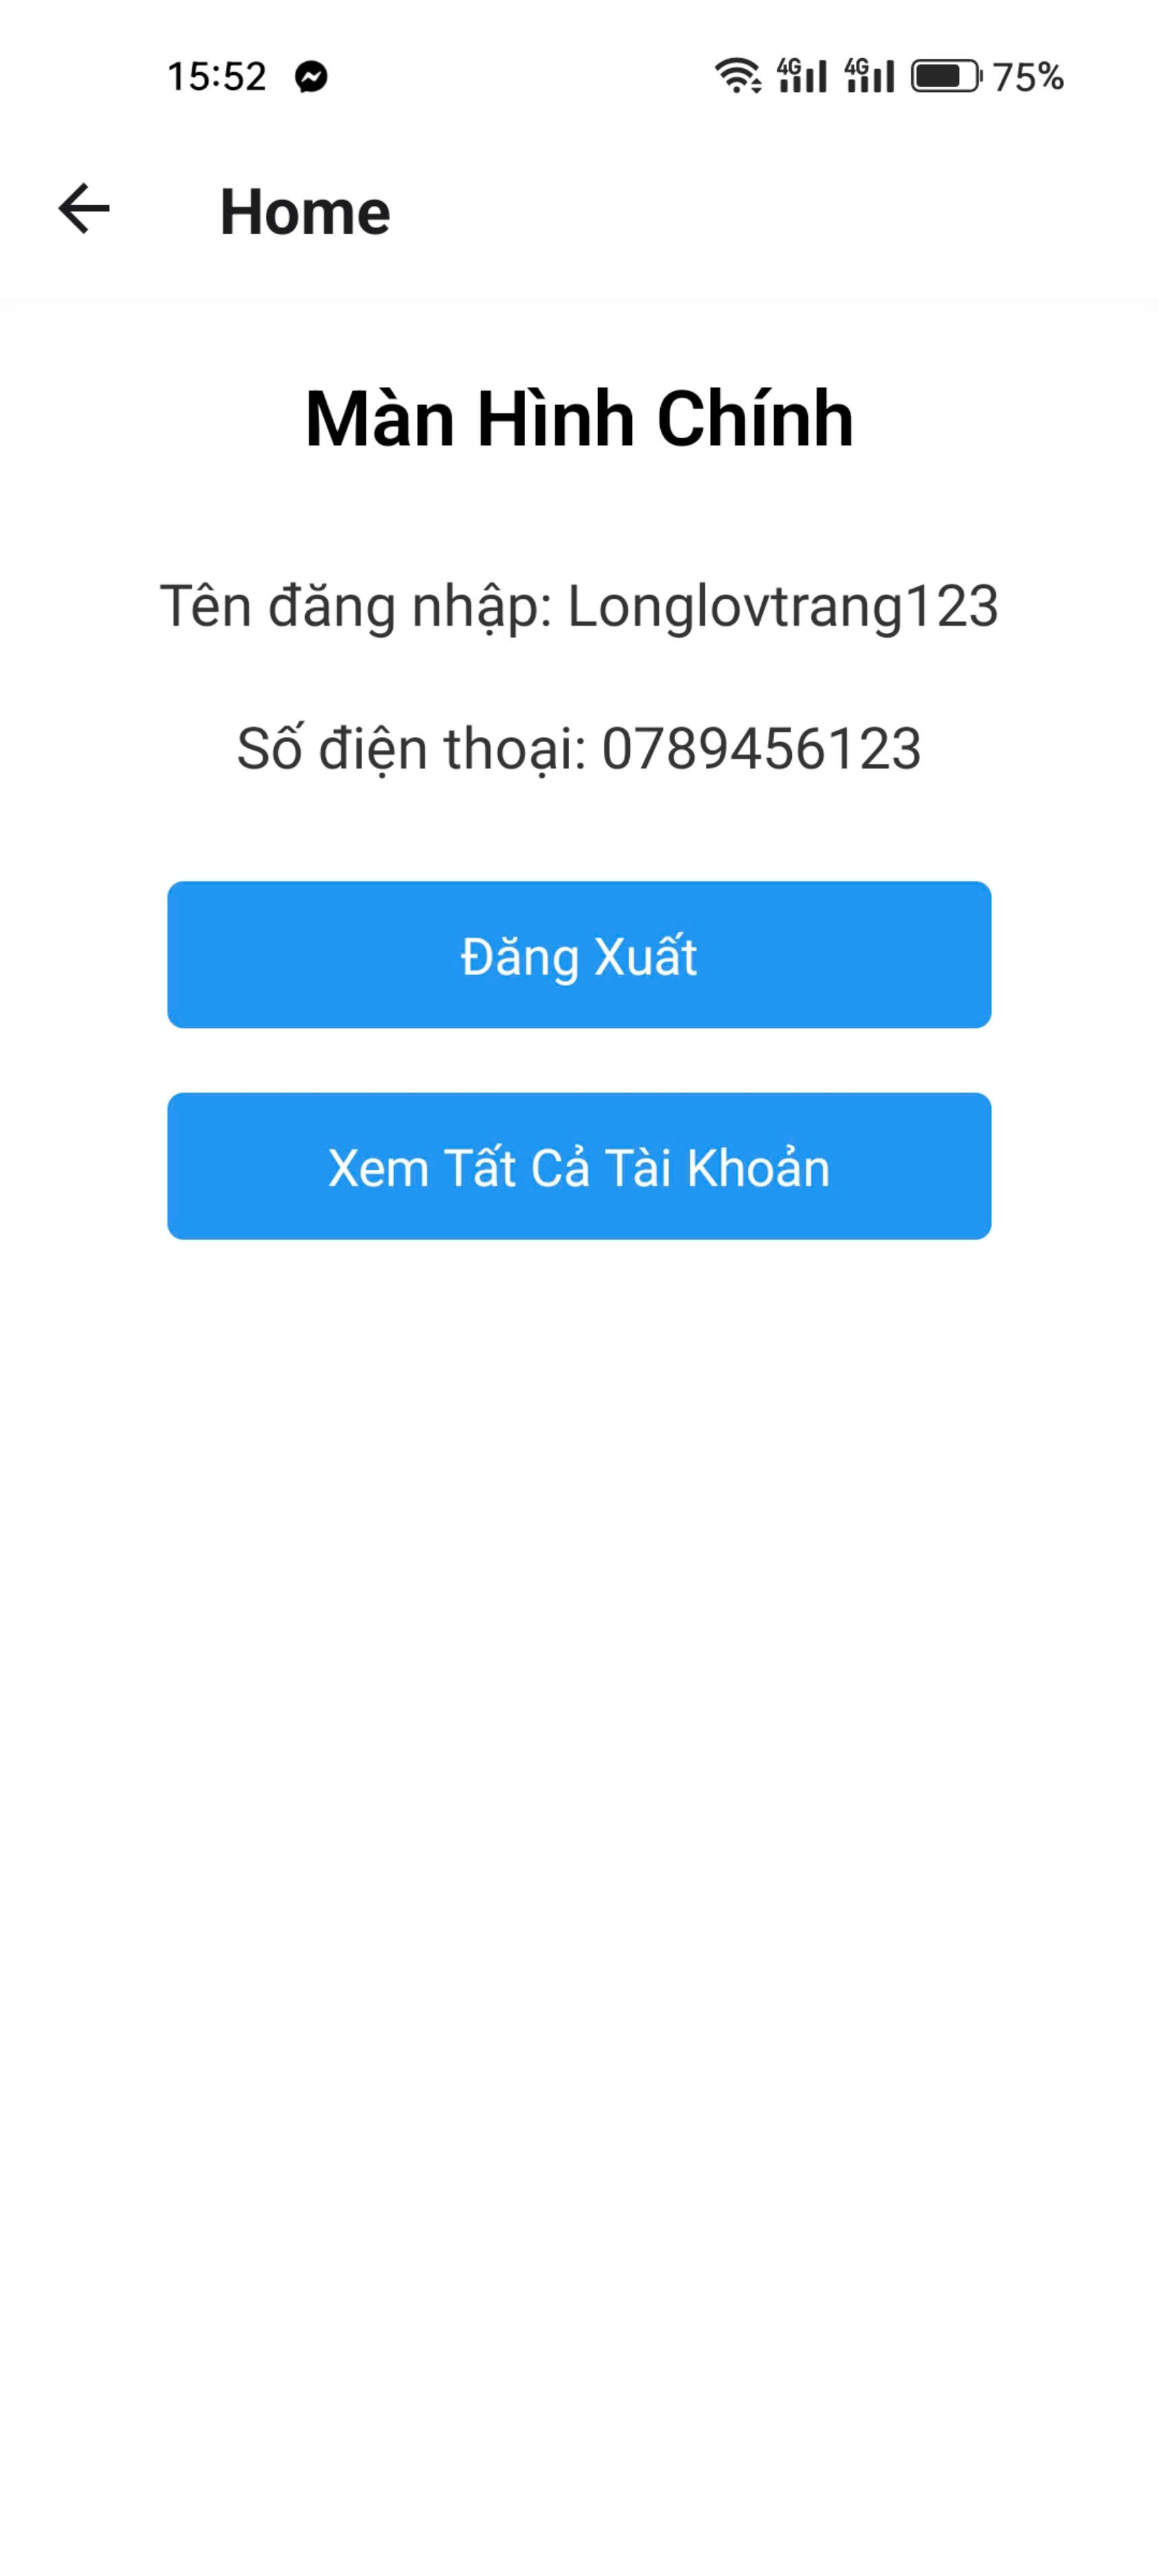 15:52 4G 4G 75%
Home
Màn Hình Chính
Tên đăng nhập: Longlovtrang123
Số điện thoại: 0789456123
Đăng Xuất
Xem Tất Cả Tài Khoản